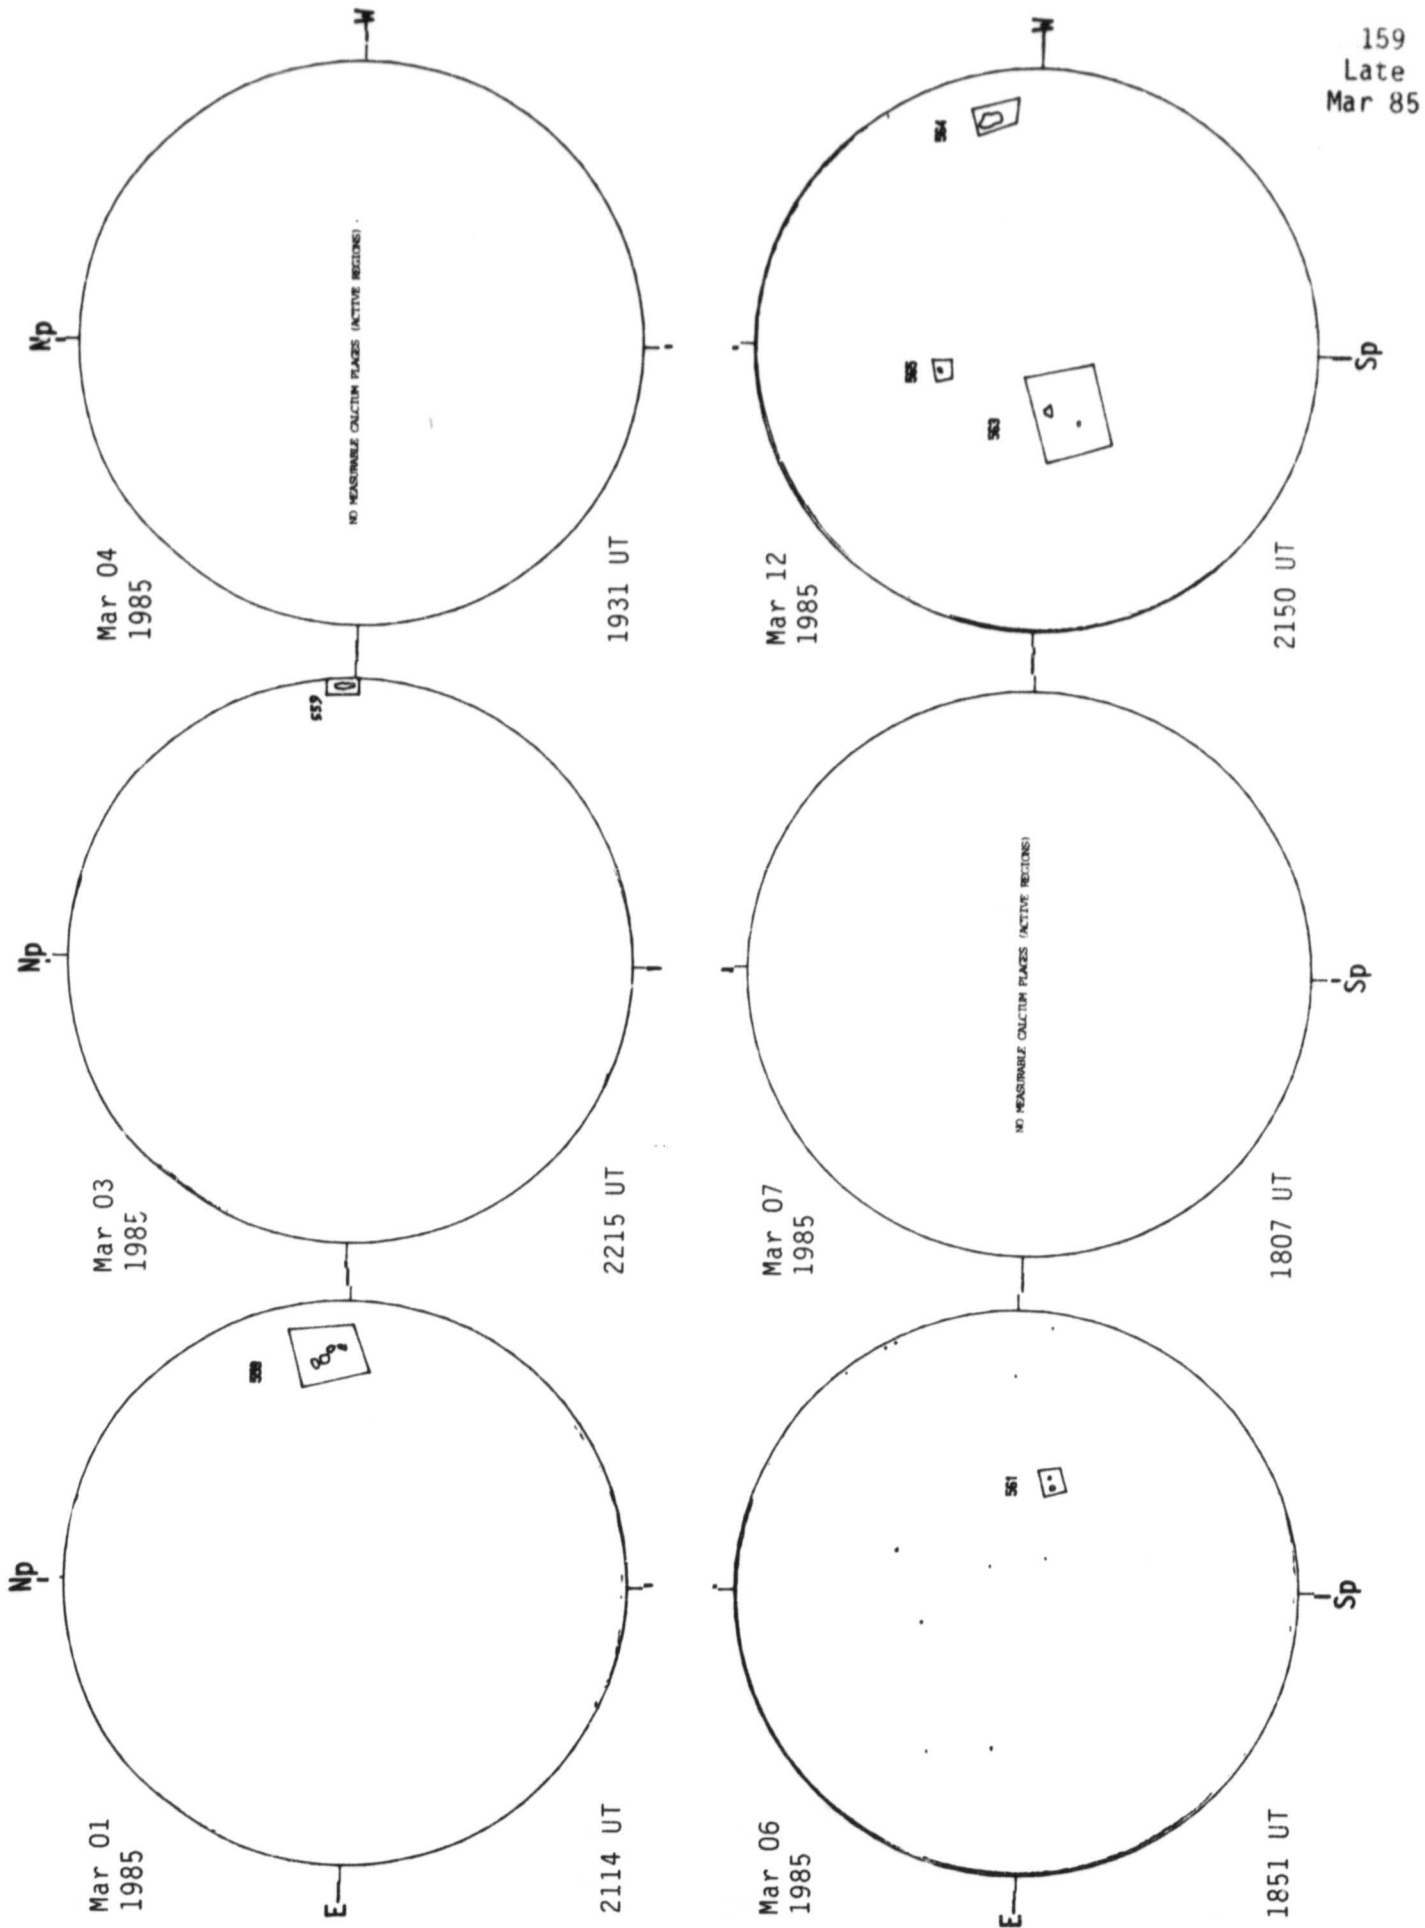 159
Late
Mar 85
Np
Mar 01
1985
2114 UT
E
Np
Mar 03
1985
559
2215 UT
Np
Mar 04
1985
NO MEASURABLE CALCIUM PLAGES (ACTIVE REGIONS).
1931 UT
W
Mar 06
1985
561
1851 UT
E
Sp
Mar 07
1985
NO MEASURABLE CALCIUM PLAGES (ACTIVE REGIONS)
1807 UT
Sp
Mar 12
1985
563
565
564
2150 UT
W
Sp